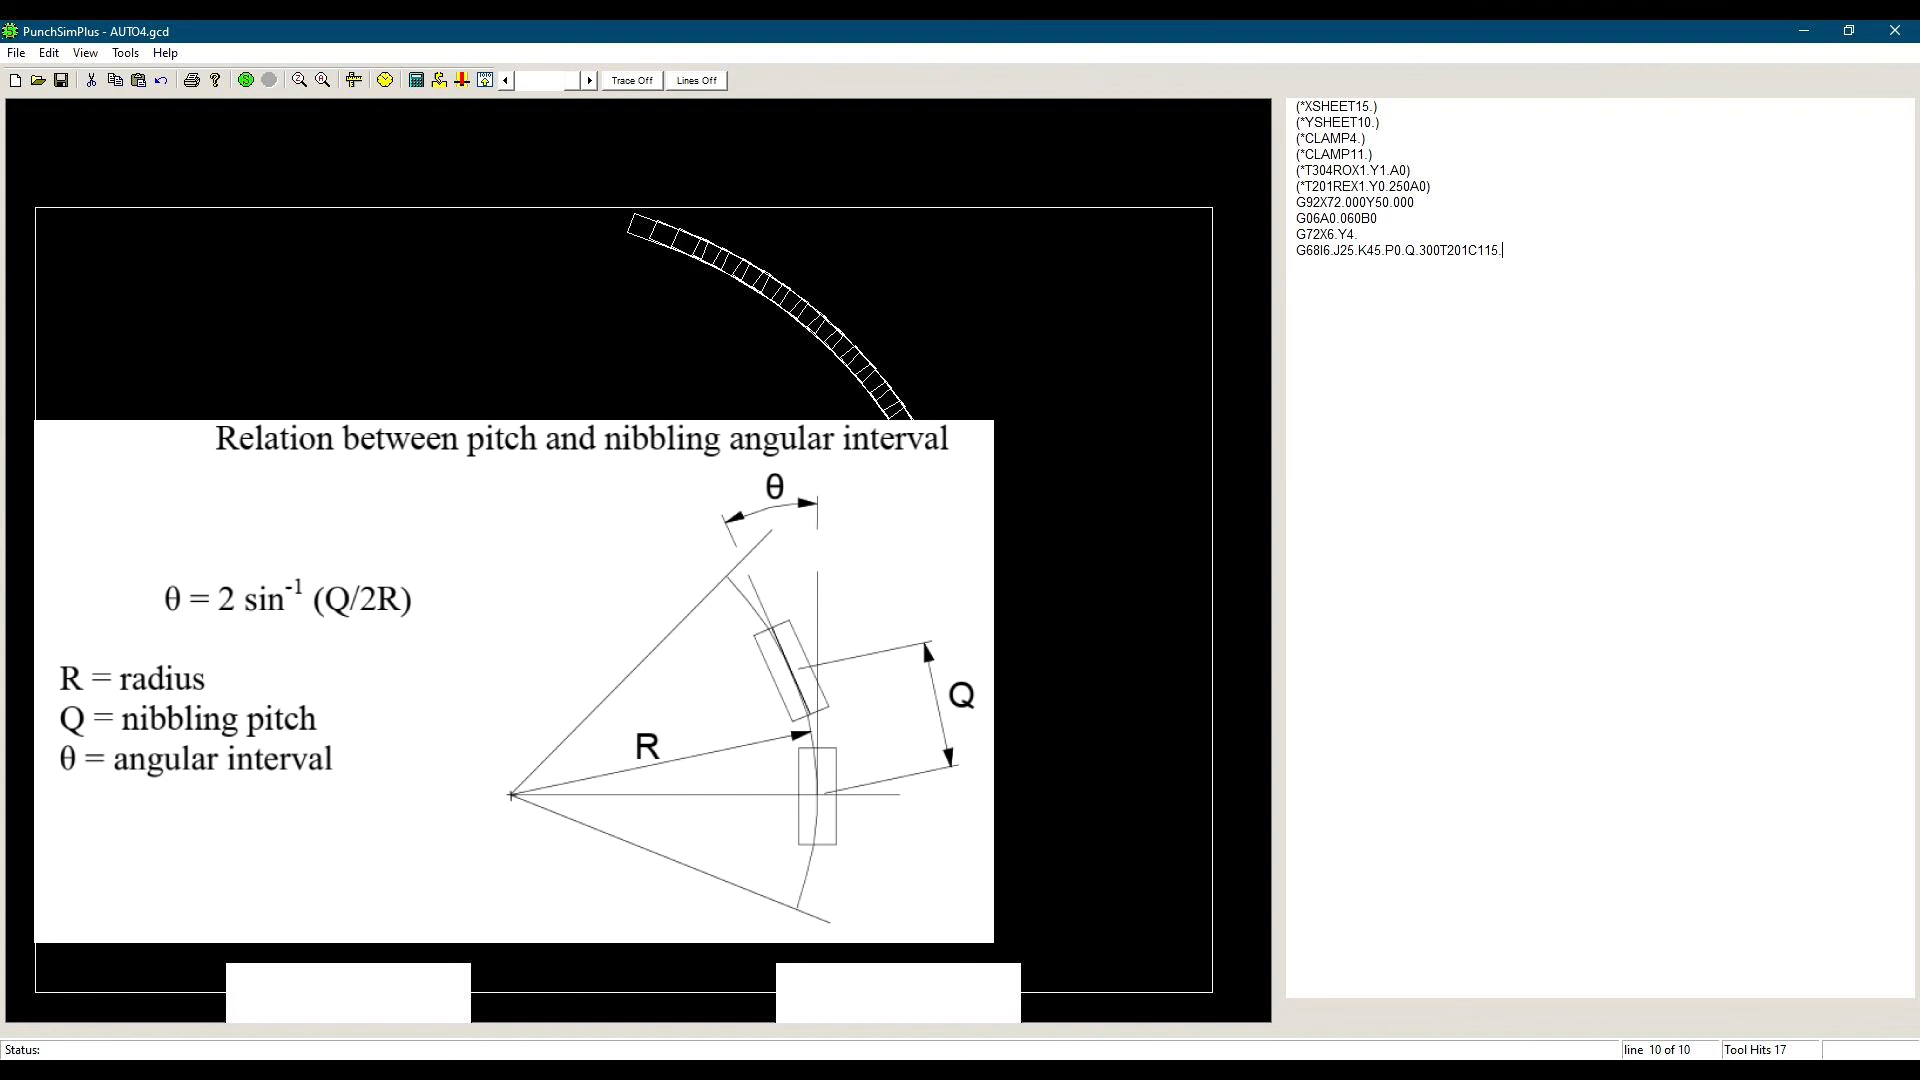 PunchSimPlus - AUTO4.gcd
File Edit View Tools Help
Trace Off Lines Off
(*XSHEET15.)
(*YSHEET10.)
(*CLAMP4.)
(*CLAMP11.)
(*T304ROX1.Y1.A0)
(*T201REX1.Y0.250A0)
G92X72.000Y50.000
G06A0.060B0
G72X6.Y4.
G68I6.J25.K45.P0.Q.300T201C115.
Relation between pitch and nibbling angular interval
θ
θ = 2 sin⁻¹ (Q/2R)
R = radius
Q = nibbling pitch
θ = angular interval
R
Q
Status:
line 10 of 10
Tool Hits 17